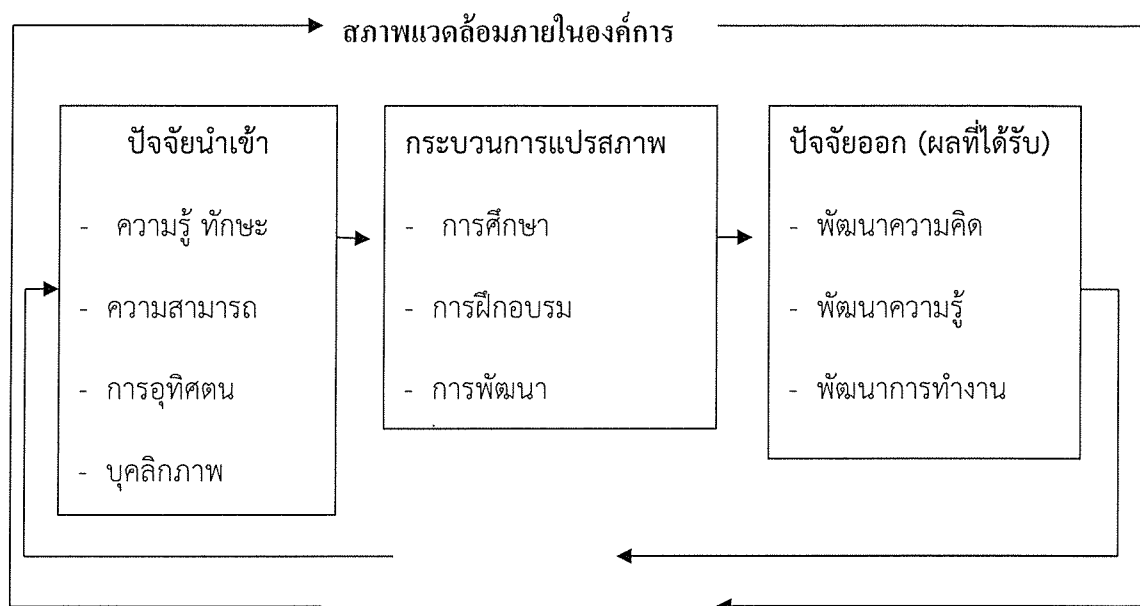 สภาพแวดล้อมภายในองค์การ
ปัจจัยนำเข้า
- ความรู้ ทักษะ
- ความสามารถ
- การอุทิศตน
- บุคลิกภาพ
กระบวนการแปรสภาพ
- การศึกษา
- การฝึกอบรม
- การพัฒนา
ปัจจัยออก (ผลที่ได้รับ)
- พัฒนาความคิด
- พัฒนาความรู้
- พัฒนาการทำงาน